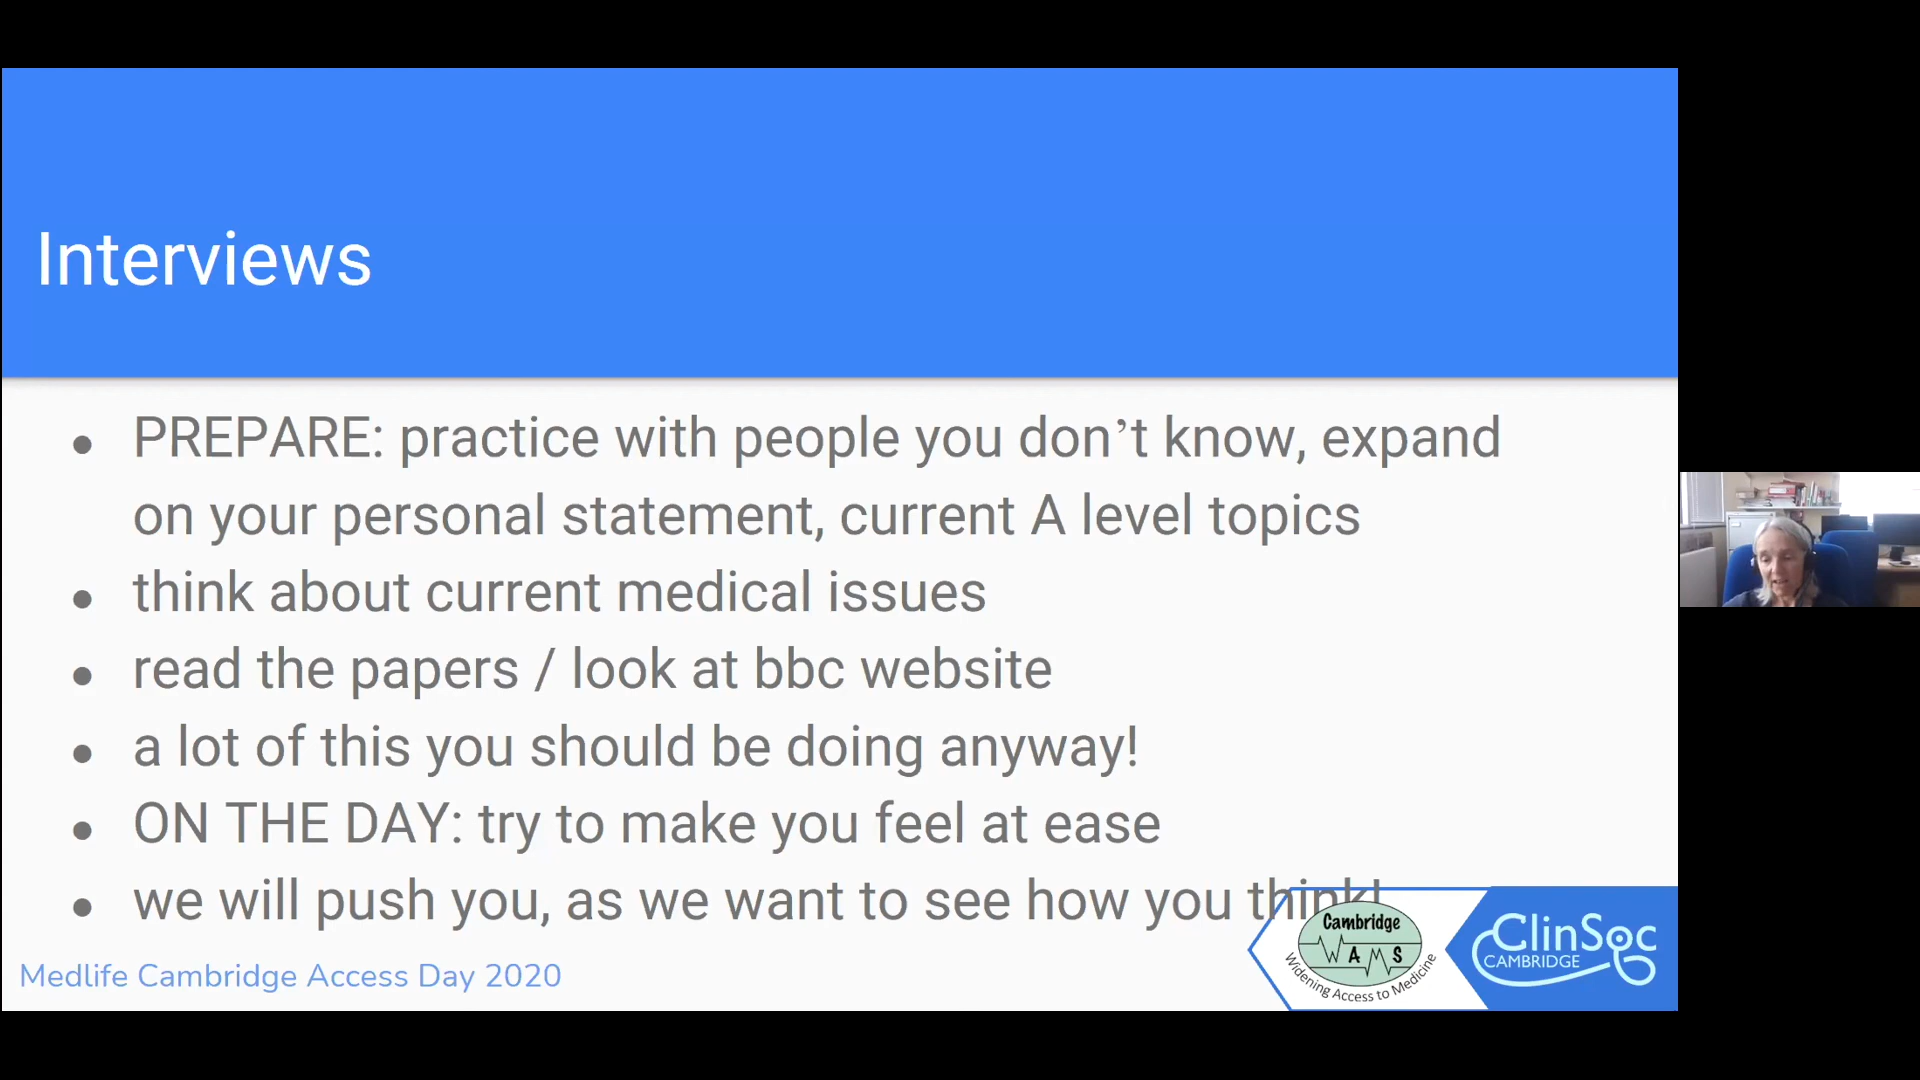 Interviews
PREPARE: practice with people you don’t know, expand
on your personal statement, current A level topics
think about current medical issues
read the papers / look at bbc website
a lot of this you should be doing anyway!
ON THE DAY: try to make you feel at ease
we will push you, as we want to see how you think!
Medlife Cambridge Access Day 2020
Cambridge
WAMS
Widening Access to Medicine
ClinSoc
CAMBRIDGE